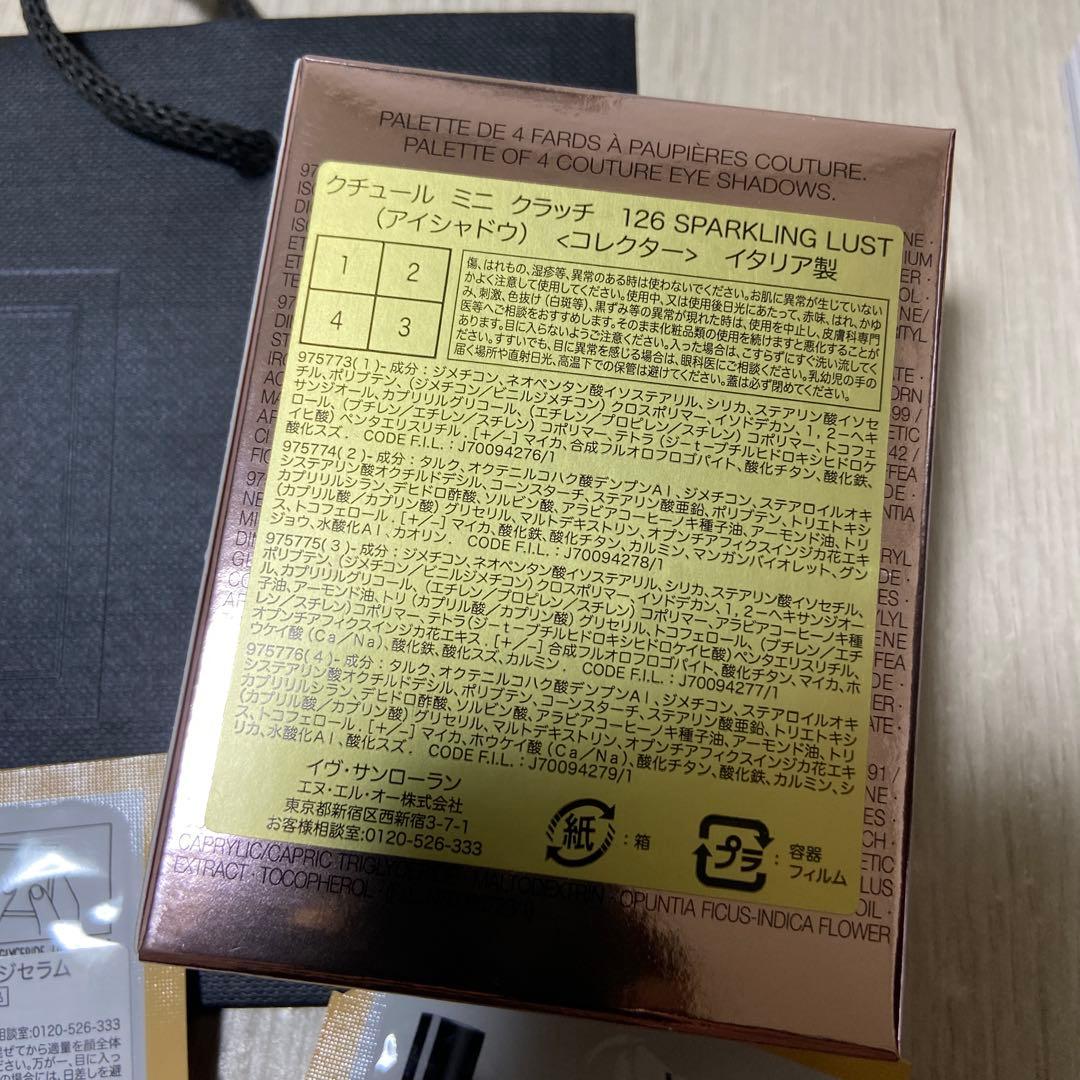 PALETTE DE 4 FARDS À PAUPIÈRES COUTURE.
PALETTE OF 4 COUTURE EYE SHADOWS.
クチュール ミニ クラッチ 126 SPARKLING LUST
(アイシャドウ) <コレクター> イタリア製
1 2
4 3
傷、はれもの、湿疹等、異常のある時は使わないでください。お肌に異常が生じていない
かよく注意して使用してください。使用中、又は使用後日光にあたって、赤味、はれ、かゆ
み、刺激、色抜け(白斑等)、黒ずみ等の異常が現れた時は、使用を中止し、皮膚科専門
医等へご相談をおすすめします。そのまま化粧品類の使用を続けますと悪化することが
あります。目に入らないようご注意ください。入った場合は、こすらずにすぐ洗い流してく
ださい。すすいでも、目に異常を感じる場合は、眼科医にご相談ください。乳幼児の手の
届く場所や直射日光、高温下での保管は避けてください。蓋は必ず閉めてください。
975773(1)-成分:ジメチコン、ネオペンタン酸イソステアリル、シリカ、ステアリン酸イソセ
チル、ポリブテン、(ジメチコン/ビニルジメチコン)クロスポリマー、イソドデカン、1,2-ヘキ
サンジオール、カプリリルグリコール、(エチレン/プロピレン/スチレン)コポリマー、トコフェ
ロール、(ブチレン/エチレン/スチレン)コポリマー、テトラ(ジ-t-ブチルヒドロキシヒドロケ
イヒ酸)ペンタエリスリチル、[+/-]マイカ、合成フルオロフロゴパイト、酸化チタン、酸化鉄、
酸化スズ. CODE F.I.L.:J70094276/1
975774(2)-成分:タルク、オクテニルコハク酸デンプンAl、ジメチコン、ステアロイルオキ
システアリン酸オクチルドデシル、コーンスターチ、ステアリン酸亜鉛、ポリブテン、トリエトキシ
カプリリルシラン、デヒドロ酢酸、ソルビン酸、アラビアコーヒーノキ種子油、アーモンド油、トリ
(カプリル酸/カプリン酸)グリセリル、マルトデキストリン、オプンチアフィクスインジカ花エキ
ス、トコフェロール、[+/-]マイカ、酸化鉄、酸化チタン、カルミン、マンガンバイオレット、グン
ジョウ、水酸化Al、カオリン. CODE F.I.L.:J70094278/1
975775(3)-成分:ジメチコン、ネオペンタン酸イソステアリル、シリカ、ステアリン酸イソセチル、
ポリブテン、(ジメチコン/ビニルジメチコン)クロスポリマー、イソドデカン、1,2-ヘキサンジオー
ル、カプリリルグリコール、(エチレン/プロピレン/スチレン)コポリマー、アラビアコーヒーノキ種
子油、アーモンド油、トリ(カプリル酸/カプリン酸)グリセリル、トコフェロール、(ブチレン/エチ
レン/スチレン)コポリマー、テトラ(ジ-t-ブチルヒドロキシヒドロケイヒ酸)ペンタエリスリチル、
オプンチアフィクスインジカ花エキス、[+/-]合成フルオロフロゴパイト、酸化チタン、マイカ、ホ
ウケイ酸(Ca/Na)、酸化鉄、酸化スズ、カルミン. CODE F.I.L.:J70094277/1
975776(4)-成分:タルク、オクテニルコハク酸デンプンAl、ジメチコン、ステアロイルオキ
システアリン酸オクチルドデシル、ポリブテン、コーンスターチ、ステアリン酸亜鉛、トリエトキシ
カプリリルシラン、デヒドロ酢酸、ソルビン酸、アラビアコーヒーノキ種子油、アーモンド油、トリ
(カプリル酸/カプリン酸)グリセリル、マルトデキストリン、オプンチアフィクスインジカ花エキ
ス、トコフェロール、[+/-]マイカ、ホウケイ酸(Ca/Na)、酸化チタン、酸化鉄、カルミン、シ
リカ、水酸化Al、酸化スズ. CODE F.I.L.:J70094279/1
イヴ・サンローラン
エヌ・エル・オー株式会社
東京都新宿区西新宿3-7-1
お客様相談室:0120-526-333
紙 :箱
プラ :容器
フィルム
CAPRYLIC/CAPRIC MALTODEXTRIN · OPUNTIA FICUS-INDICA FLOWER
EXTRACT · TOCOPHEROL
ジセラム
相談室:0120-526-333
混ぜてから適量を顔全体
ださい。万が一、目に入っ